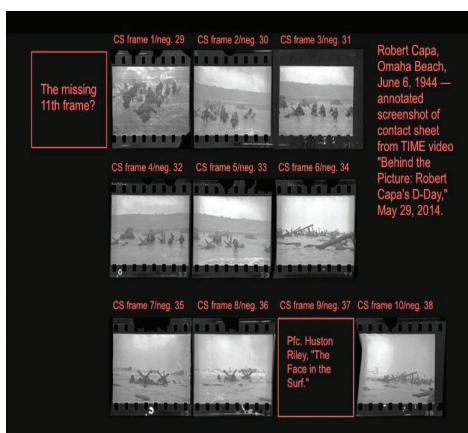 CS frame 1/neg. 29
CS frame 2/neg. 30
CS frame 3/neg. 31
The missing
11th frame?
Robert Capa,
Omaha Beach,
June 6, 1944 —
annotated
screenshot of
contact sheet
from TIME video
"Behind the
Picture: Robert
Capa's D-Day,"
May 29, 2014.
CS frame 4/neg. 32
CS frame 5/neg. 33
CS frame 6/neg. 34
CS frame 7/neg. 35
CS frame 8/neg. 36
CS frame 9/neg. 37
CS frame 10/neg. 38
Pfc. Huston
Riley, "The
Face in the
Surf."